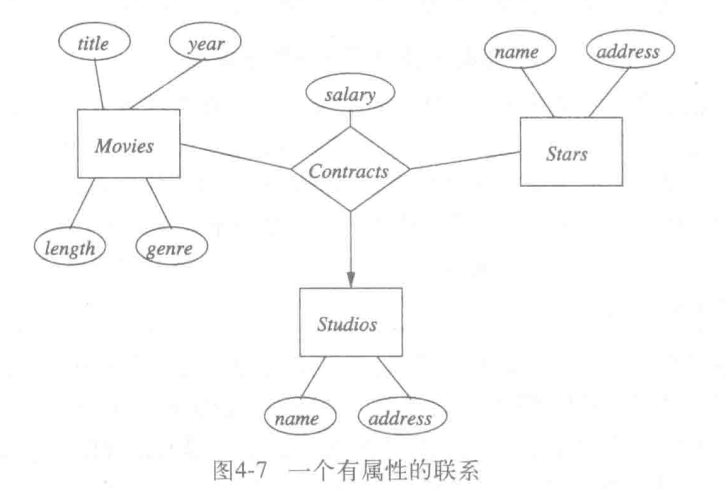 title
year
name
address
salary
Movies
Contracts
Stars
length
genre
Studios
name
address
图4-7 一个有属性的联系